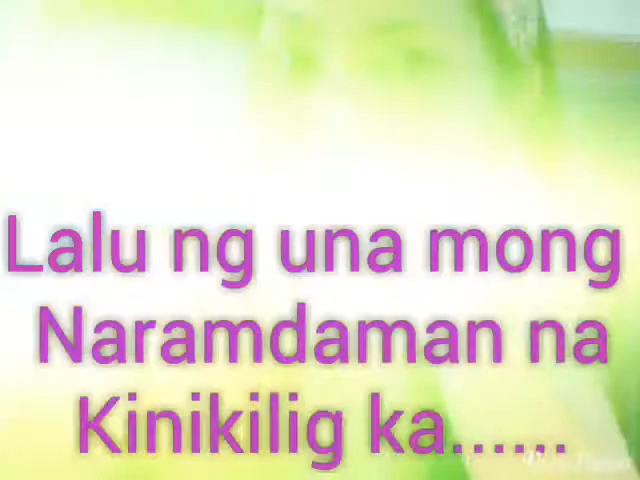 Lalu ng una mong
Naramdaman na
Kinikilig ka......